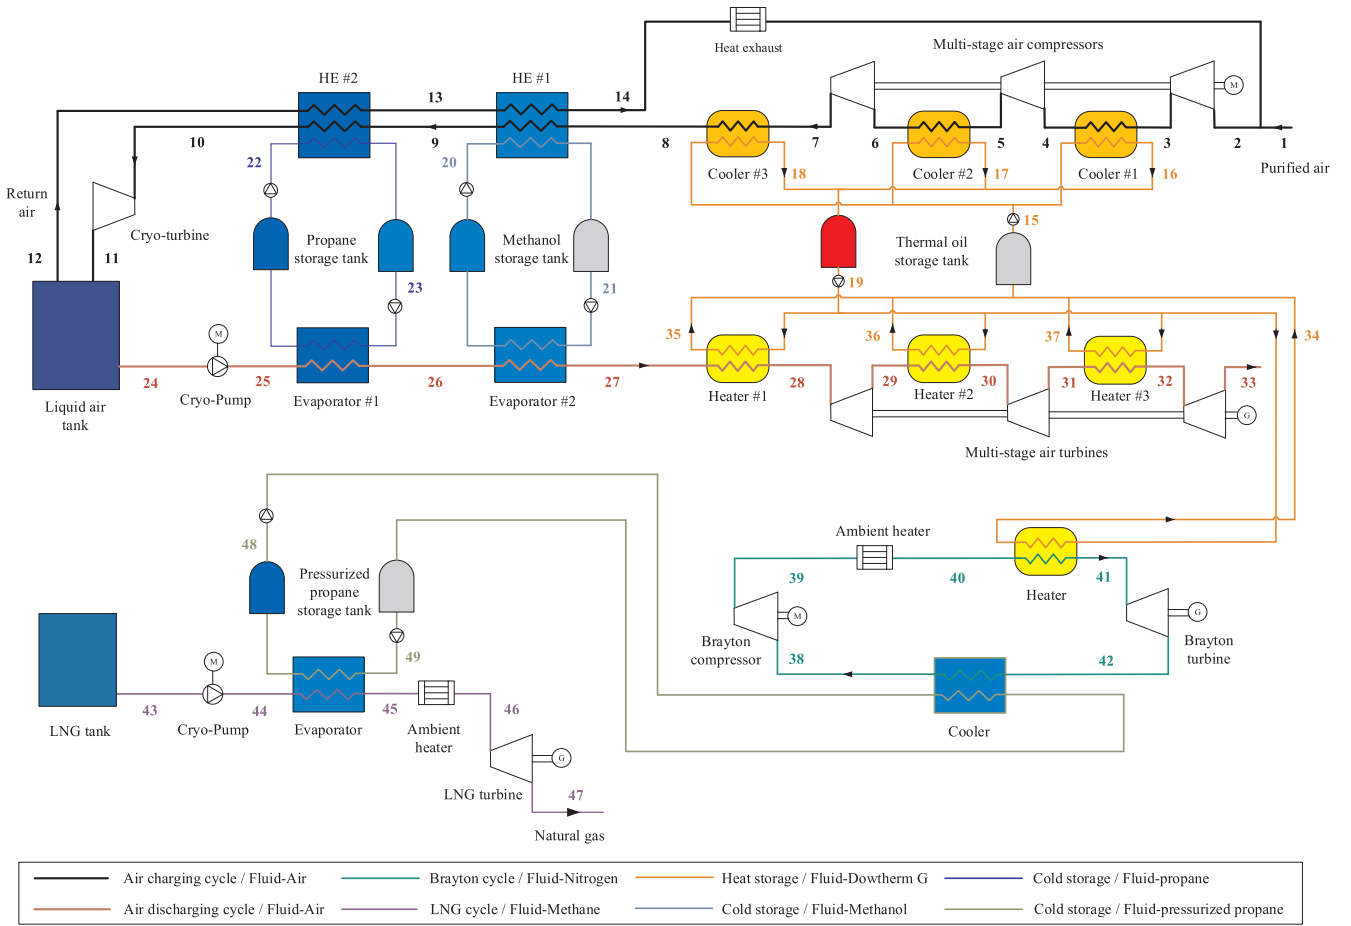 Heat exhaust
Multi-stage air compressors
HE #2
HE #1
13
14
M
10
9
8
7
6
5
4
3
2
1
Purified air
22
20
Cooler #3
18
Cooler #2
17
Cooler #1
16
Return
air
12
11
Cryo-turbine
Propane
storage tank
Methanol
storage tank
15
Thermal oil
storage tank
23
21
19
35
36
37
34
M
24
25
26
27
28
29
30
31
32
33
Liquid air
tank
Cryo-Pump
Evaporator #1
Evaporator #2
Heater #1
Heater #2
Heater #3
G
Multi-stage air turbines
48
Pressurized
propane
storage tank
Ambient heater
39
40
41
Heater
M
G
Brayton
compressor
Brayton
turbine
38
42
49
M
43
44
45
46
LNG tank
Cryo-Pump
Evaporator
Ambient
heater
Cooler
G
LNG turbine
47
Natural gas
Air charging cycle / Fluid-Air
Brayton cycle / Fluid-Nitrogen
Heat storage / Fluid-Dowtherm G
Cold storage / Fluid-propane
Air discharging cycle / Fluid-Air
LNG cycle / Fluid-Methane
Cold storage / Fluid-Methanol
Cold storage / Fluid-pressurized propane